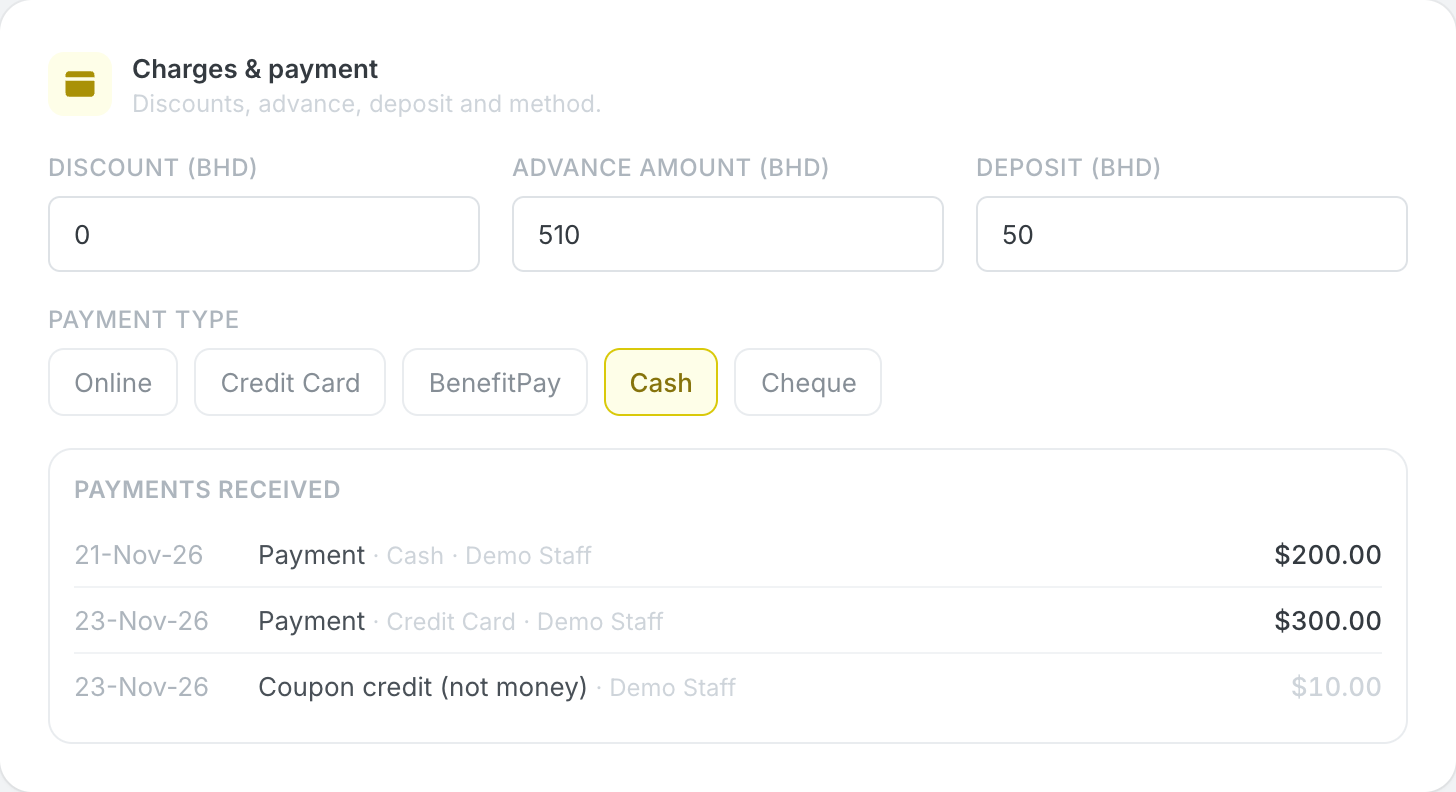 Charges & payment
Discounts, advance, deposit and method.
DISCOUNT (BHD) ADVANCE AMOUNT (BHD) DEPOSIT (BHD)
0 510 50
PAYMENT TYPE
Online Credit Card BenefitPay Cash Cheque
PAYMENTS RECEIVED
21-Nov-26 Payment · Cash · Demo Staff $200.00
23-Nov-26 Payment · Credit Card · Demo Staff $300.00
23-Nov-26 Coupon credit (not money) · Demo Staff $10.00